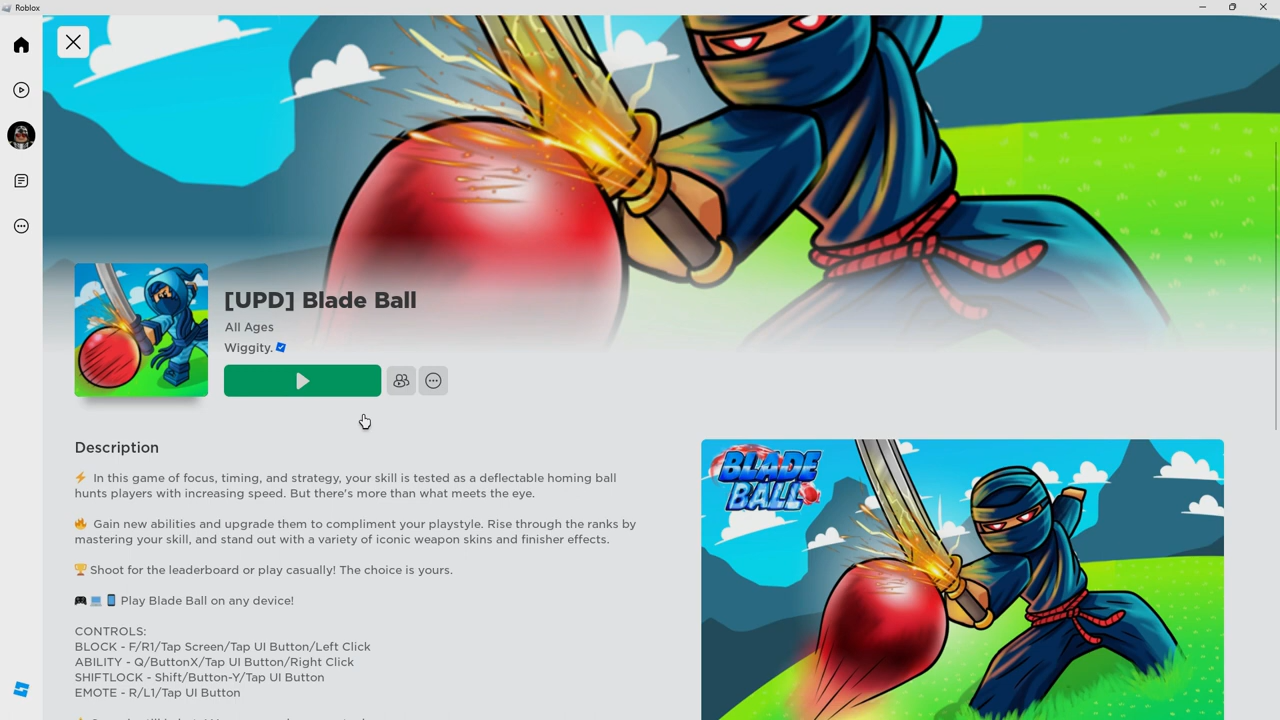 Roblox
[UPD] Blade Ball
All Ages
Wiggity.
Description
⚡ In this game of focus, timing, and strategy, your skill is tested as a deflectable homing ball
hunts players with increasing speed. But there's more than what meets the eye.
🔥 Gain new abilities and upgrade them to compliment your playstyle. Rise through the ranks by
mastering your skill, and stand out with a variety of iconic weapon skins and finisher effects.
🏆Shoot for the leaderboard or play casually! The choice is yours.
🎮 💻 📱 Play Blade Ball on any device!
CONTROLS:
BLOCK - F/R1/Tap Screen/Tap UI Button/Left Click
ABILITY - Q/ButtonX/Tap UI Button/Right Click
SHIFTLOCK - Shift/Button-Y/Tap UI Button
EMOTE - R/L1/Tap UI Button
BLADE
BALL